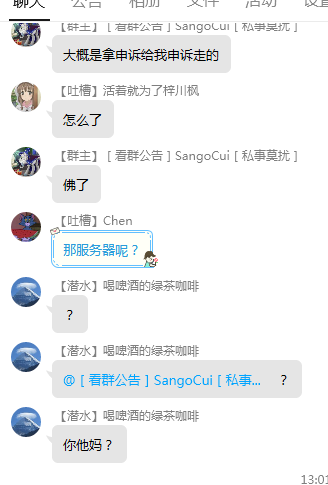 聊天 公告 相册 文件 活动 设置
【群主】[ 看群公告 ] SangoCui [ 私事莫扰 ]
大概是拿申诉给我申诉走的
【吐槽】活着就为了梓川枫
怎么了
【群主】[ 看群公告 ] SangoCui [ 私事莫扰 ]
佛了
【吐槽】Chen
那服务器呢？
【潜水】喝啤酒的绿茶咖啡
？
【潜水】喝啤酒的绿茶咖啡
@ [ 看群公告 ] SangoCui [ 私事... ？
【潜水】喝啤酒的绿茶咖啡
你他妈？
13:01